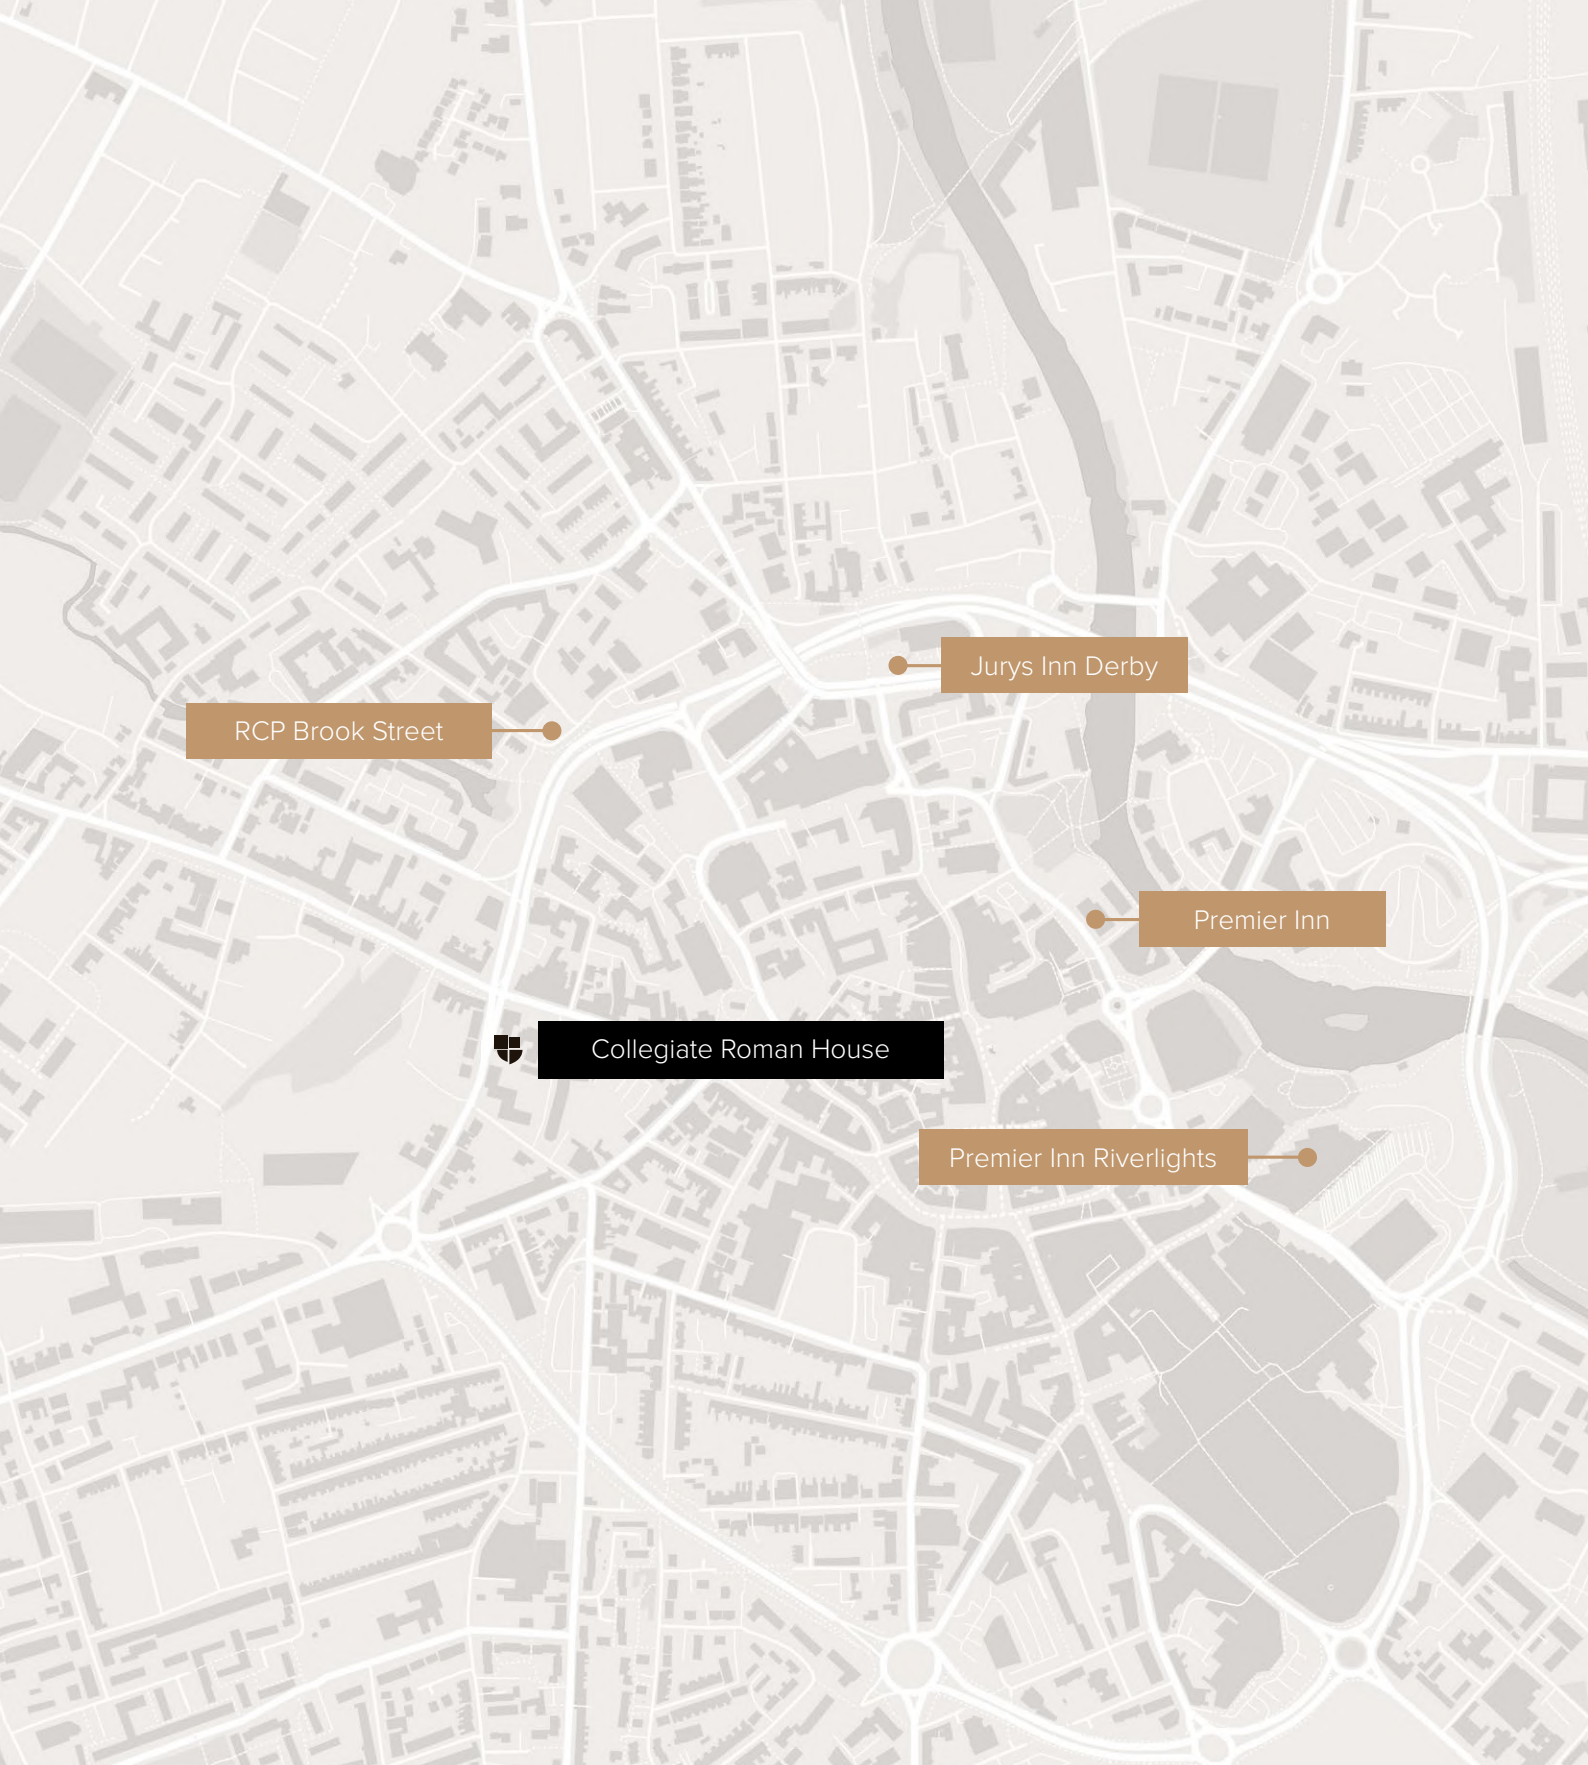 Jurys Inn Derby
RCP Brook Street
Premier Inn
Collegiate Roman House
Premier Inn Riverlights